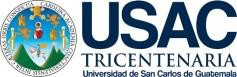 USAC
TRICENTENARIA
Universidad de San Carlos de Guatemala